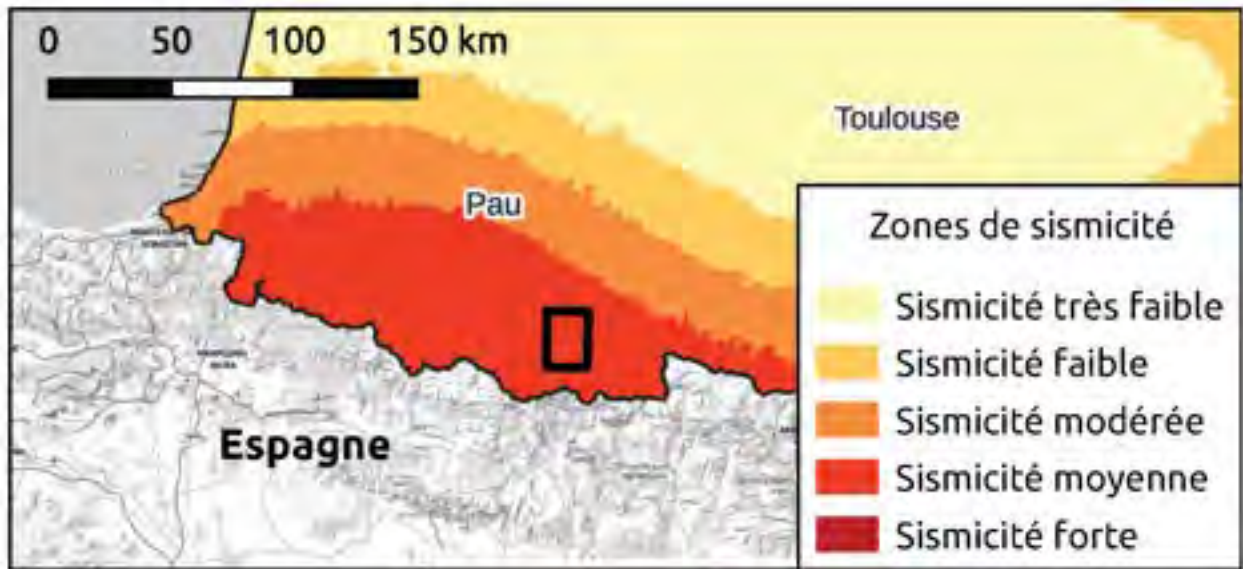 0 50 100 150 km
Toulouse
Pau
Espagne
Zones de sismicité
Sismicité très faible
Sismicité faible
Sismicité modérée
Sismicité moyenne
Sismicité forte